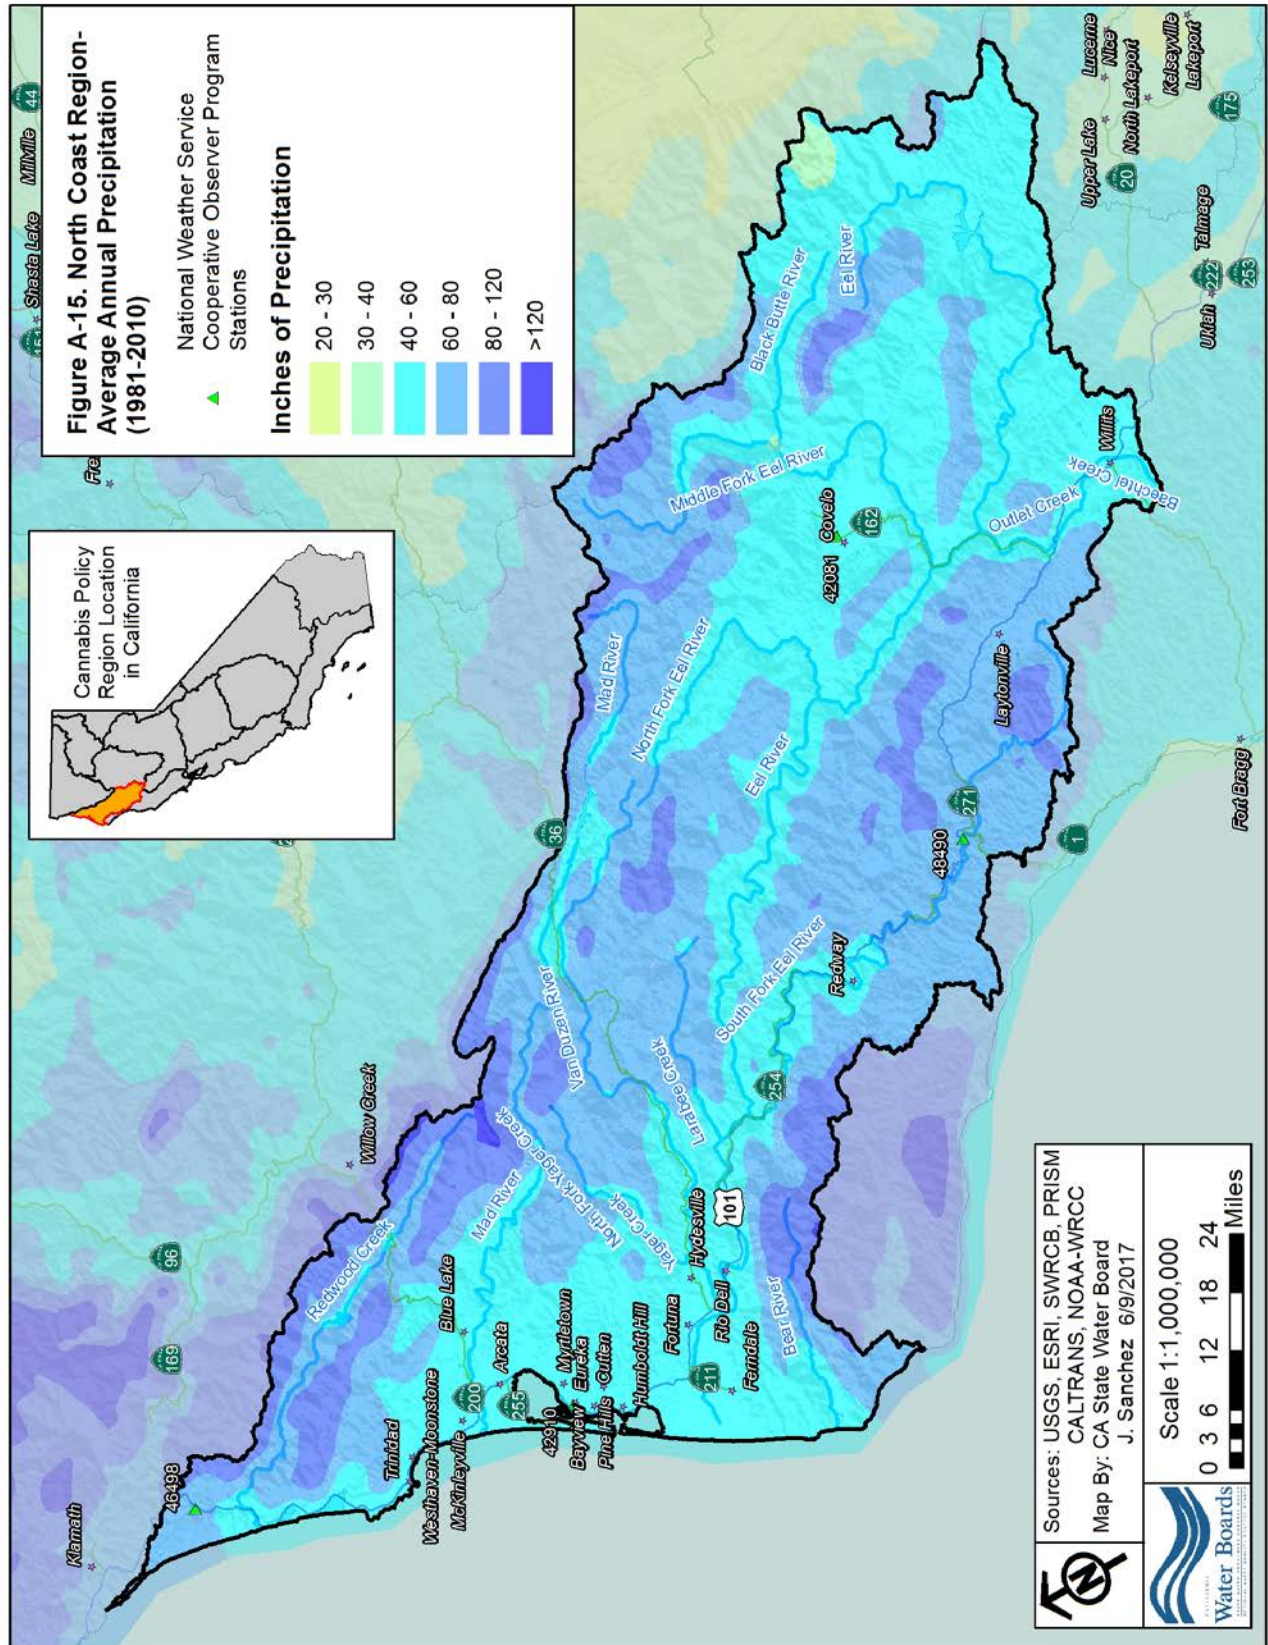 Figure A-15. North Coast Region-
Average Annual Precipitation
(1981-2010)
National Weather Service
Cooperative Observer Program
Stations
Inches of Precipitation
20 - 30
30 - 40
40 - 60
60 - 80
80 - 120
>120
Cannabis Policy
Region Location
in California
44
Millville
Shasta Lake
151
Fre
36
Willow Creek
96
169
Klamath
46498
Redwood Creek
Trinidad
Westhaven-Moonstone
McKinleyville
200
Blue Lake
Arcata
255
42910
Bayview
Pine Hills
Myrtletown
Eureka
Cutten
Humboldt Hill
Fortuna
Hydesville
Rio Dell
211
Ferndale
101
Bear River
Mad River
North Fork Yager Creek
Yager Creek
Van Duzen River
Larabee Creek
254
South Fork Eel River
Redway
Eel River
North Fork Eel River
Mad River
Middle Fork Eel River
Black Butte River
Eel River
42081
Covelo
162
Outlet Creek
Baechtel Creek
Willits
Laytonville
271
48490
1
Fort Bragg
Upper Lake
Lucerne
Nice
North Lakeport
Kelseyville
Lakeport
20
175
Ukiah
222
Talmage
253
Sources: USGS, ESRI, SWRCB, PRISM
CALTRANS, NOAA-WRCC
Map By: CA State Water Board
J. Sanchez 6/9/2017
N
Scale 1:1,000,000
0 3 6 12 18 24
Miles
CALIFORNIA
Water Boards